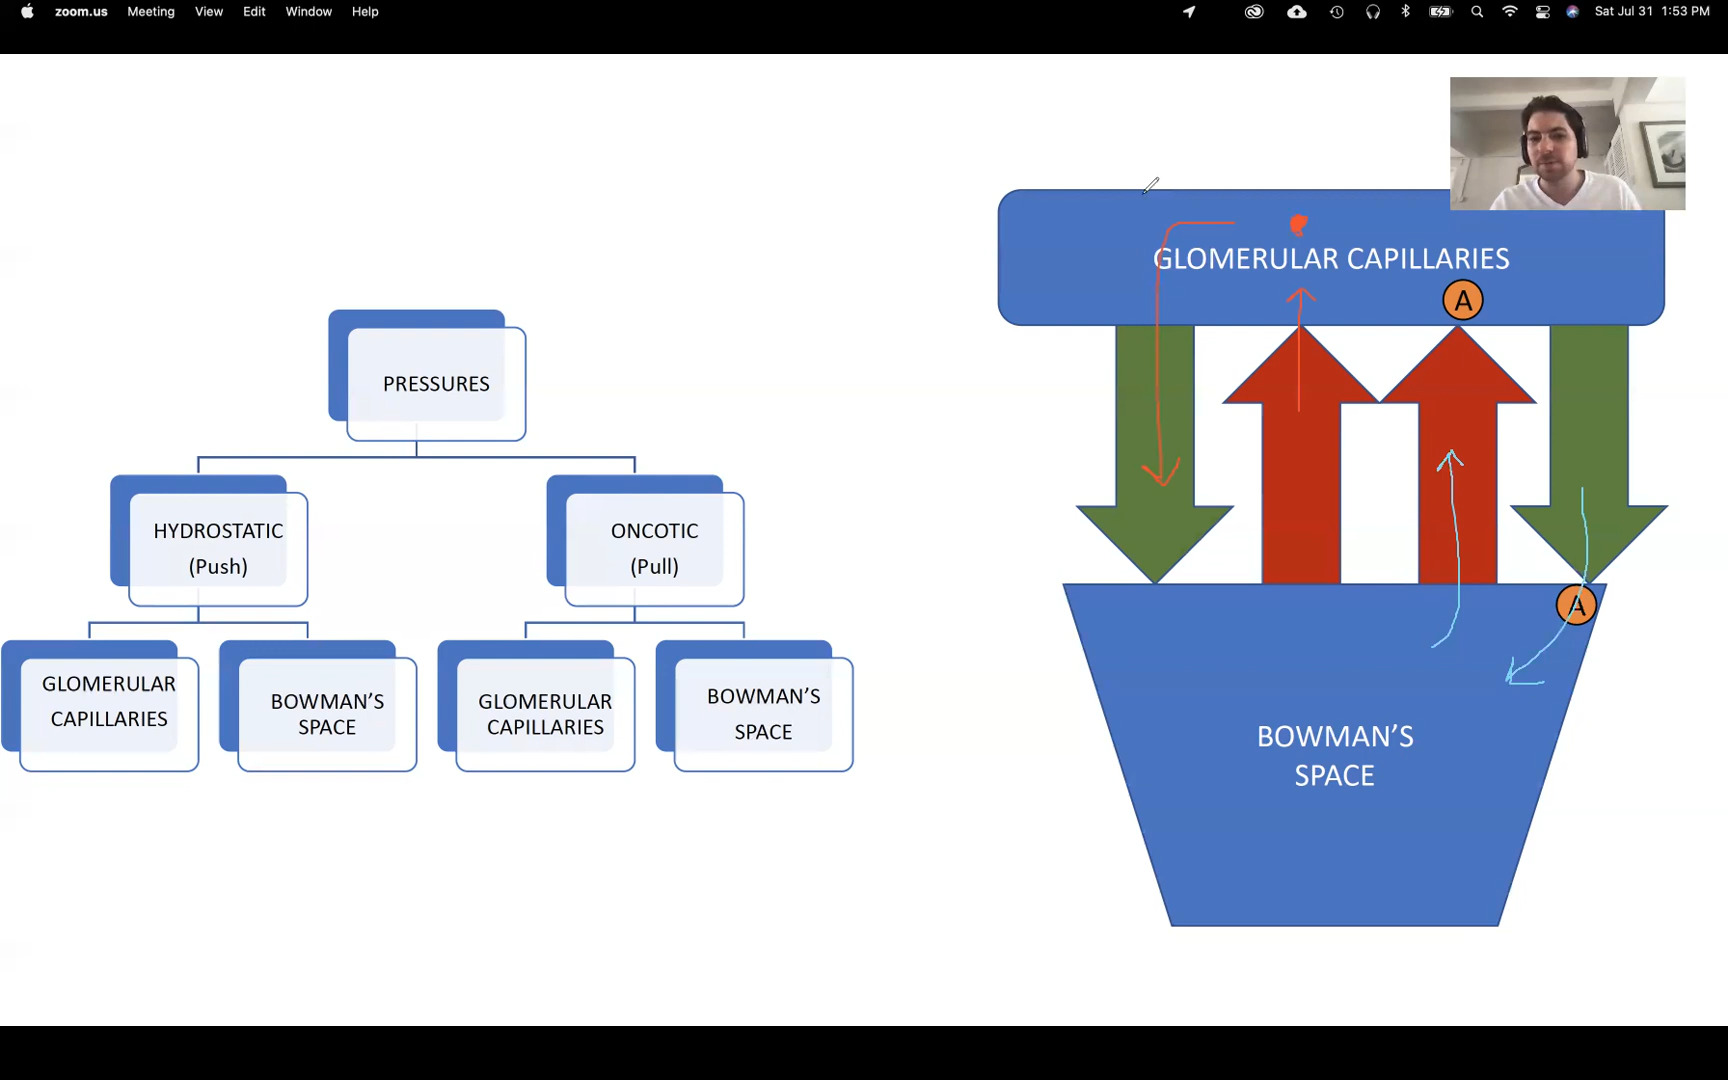 zoom.us Meeting View Edit Window Help
Sat Jul 31 1:53 PM
PRESSURES
HYDROSTATIC
(Push)
ONCOTIC
(Pull)
GLOMERULAR
CAPILLARIES
BOWMAN'S
SPACE
GLOMERULAR
CAPILLARIES
BOWMAN'S
SPACE
GLOMERULAR CAPILLARIES
A
A
BOWMAN'S
SPACE